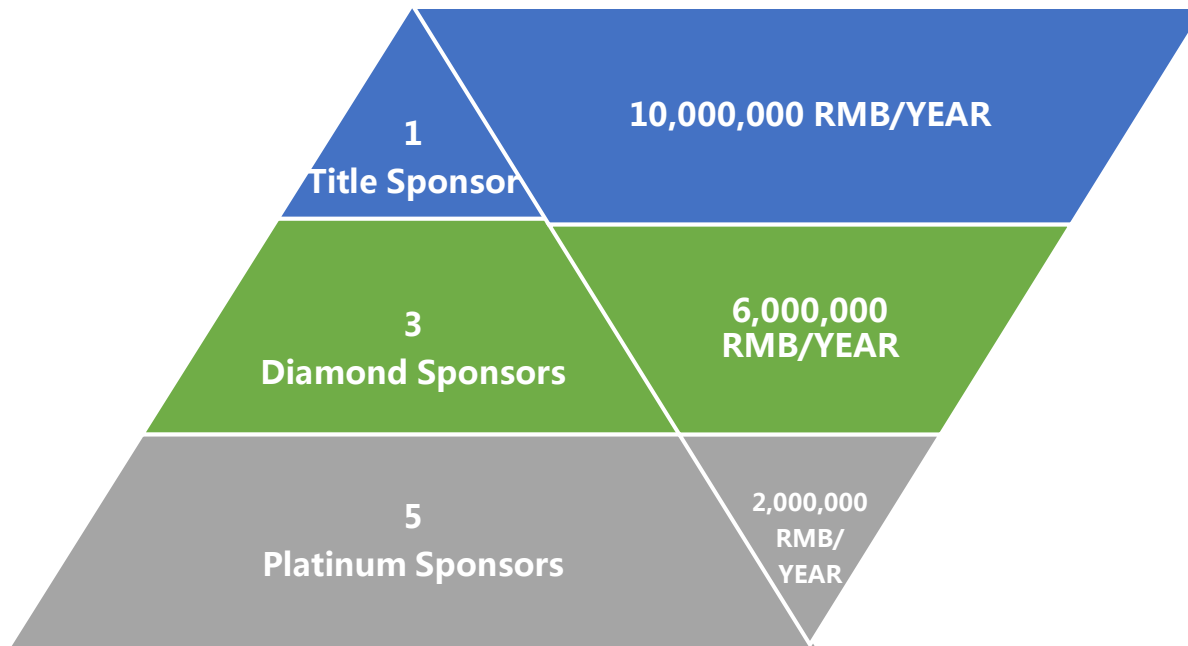 1
Title Sponsor
10,000,000 RMB/YEAR
3
Diamond Sponsors
6,000,000
RMB/YEAR
5
Platinum Sponsors
2,000,000
RMB/
YEAR